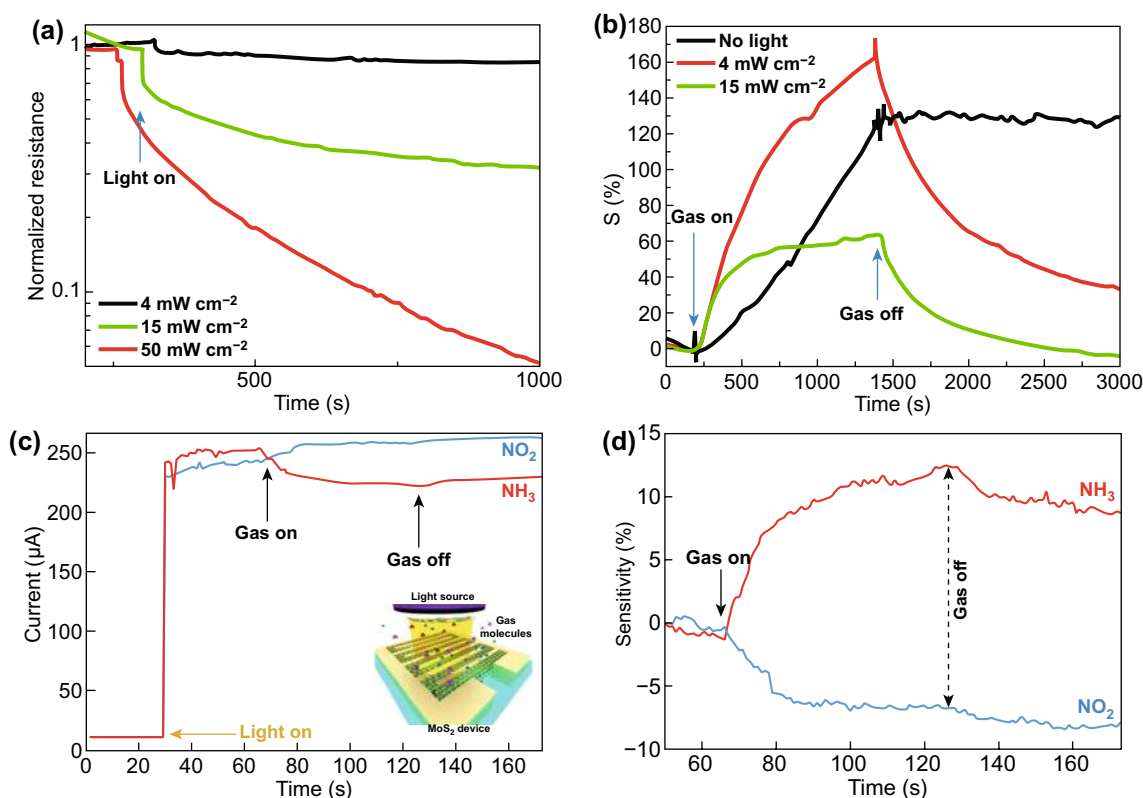 (a)
Normalized resistance
1
0.1
Light on
4 mW cm⁻²
15 mW cm⁻²
50 mW cm⁻²
500
1000
Time (s)
(b)
S (%)
180
160
140
120
100
80
60
40
20
0
No light
4 mW cm⁻²
15 mW cm⁻²
Gas on
Gas off
0
500
1000
1500
2000
2500
3000
Time (s)
(c)
Current (µA)
250
200
250
100
50
0
NO₂
NH₃
Gas on
Gas off
Light source
Gas
molecules
MoS₂ device
Light on
0
20
40
60
80
100
120
140
160
Time (s)
(d)
Sensitivity (%)
15
10
5
0
−5
−10
NH₃
Gas on
Gas off
NO₂
60
80
100
120
140
160
Time (s)